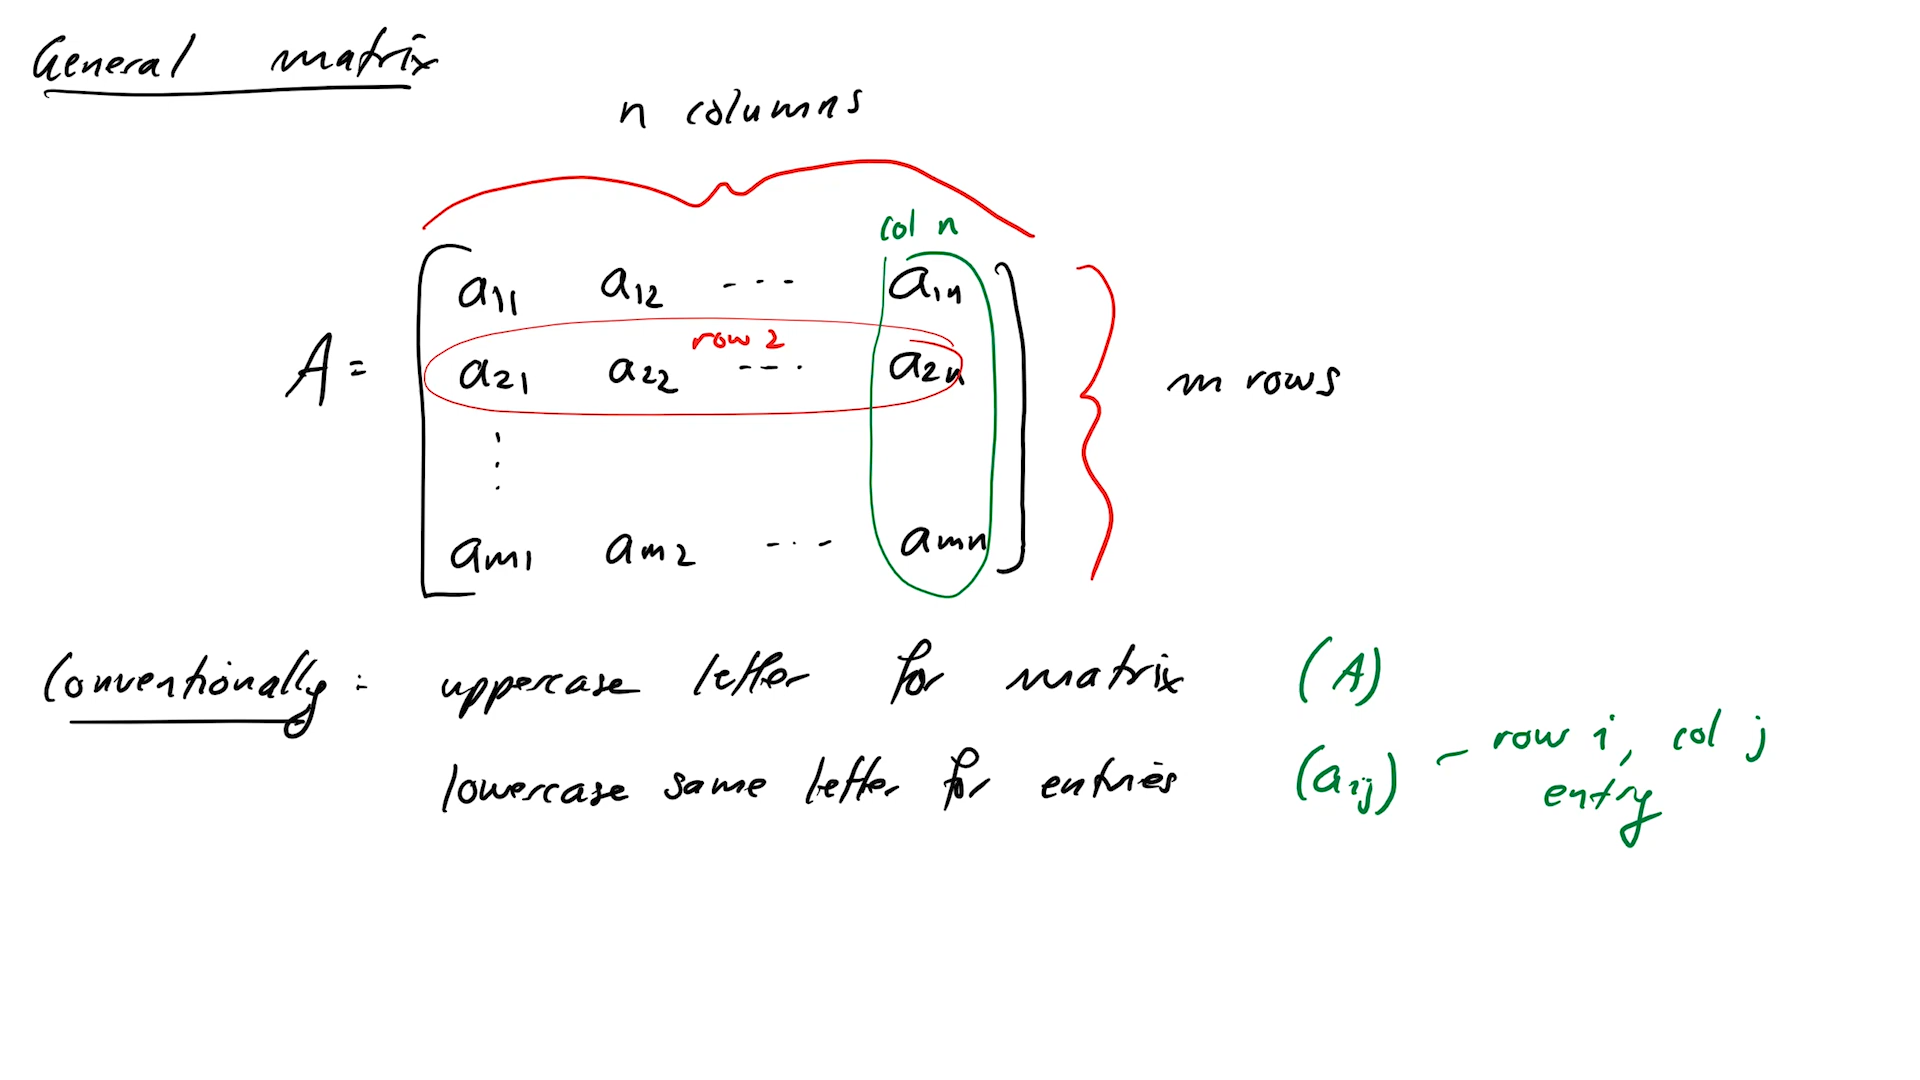 General matrix
n columns
col n
a11 a12 --- a1n
row 2
A = a21 a22 --- a2n m rows
⋮
am1 am2 --- amn
Conventionally: uppercase letter for matrix (A)
lowercase same letter for entries (aij) – row i, col j
entry